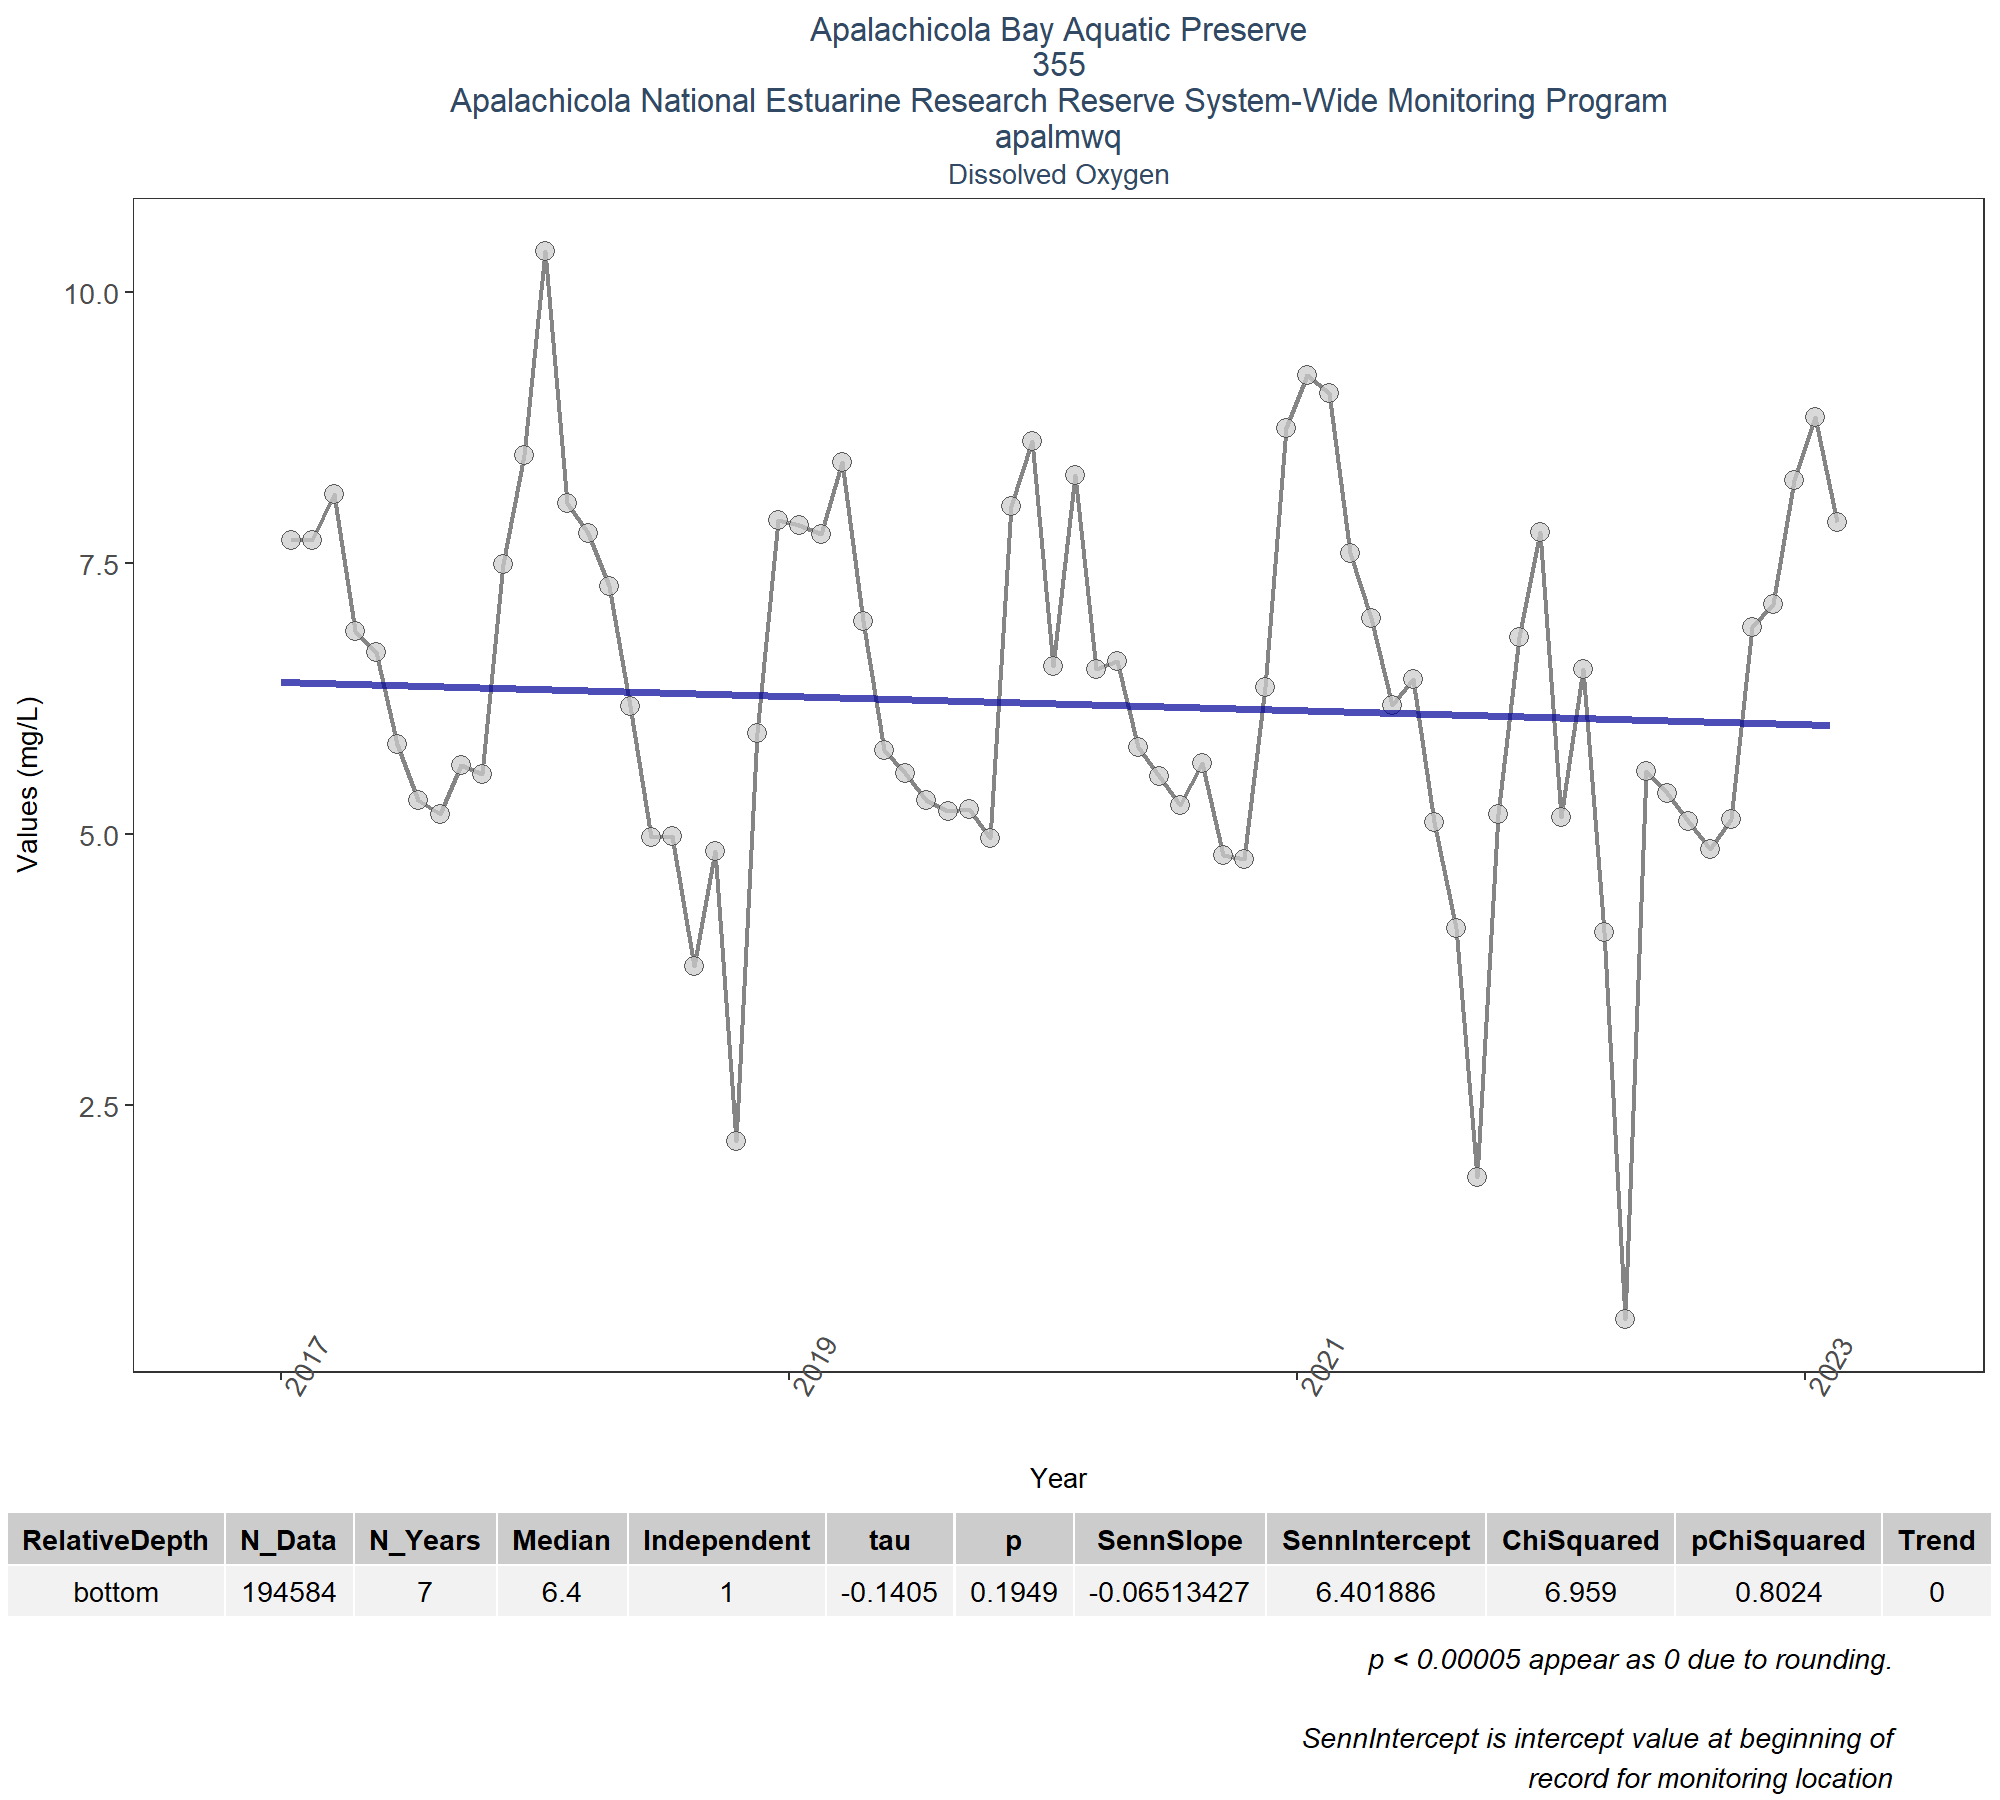 Apalachicola Bay Aquatic Preserve
355
Apalachicola National Estuarine Research Reserve System-Wide Monitoring Program
apalmwq
Dissolved Oxygen
Values (mg/L)
10.0
7.5
5.0
2.5
2017 2019 2021 2023
Year
RelativeDepth N_Data N_Years Median Independent tau p SennSlope SennIntercept ChiSquared pChiSquared Trend
bottom 194584 7 6.4 1 -0.1405 0.1949 -0.06513427 6.401886 6.959 0.8024 0
p < 0.00005 appear as 0 due to rounding.
SennIntercept is intercept value at beginning of
record for monitoring location